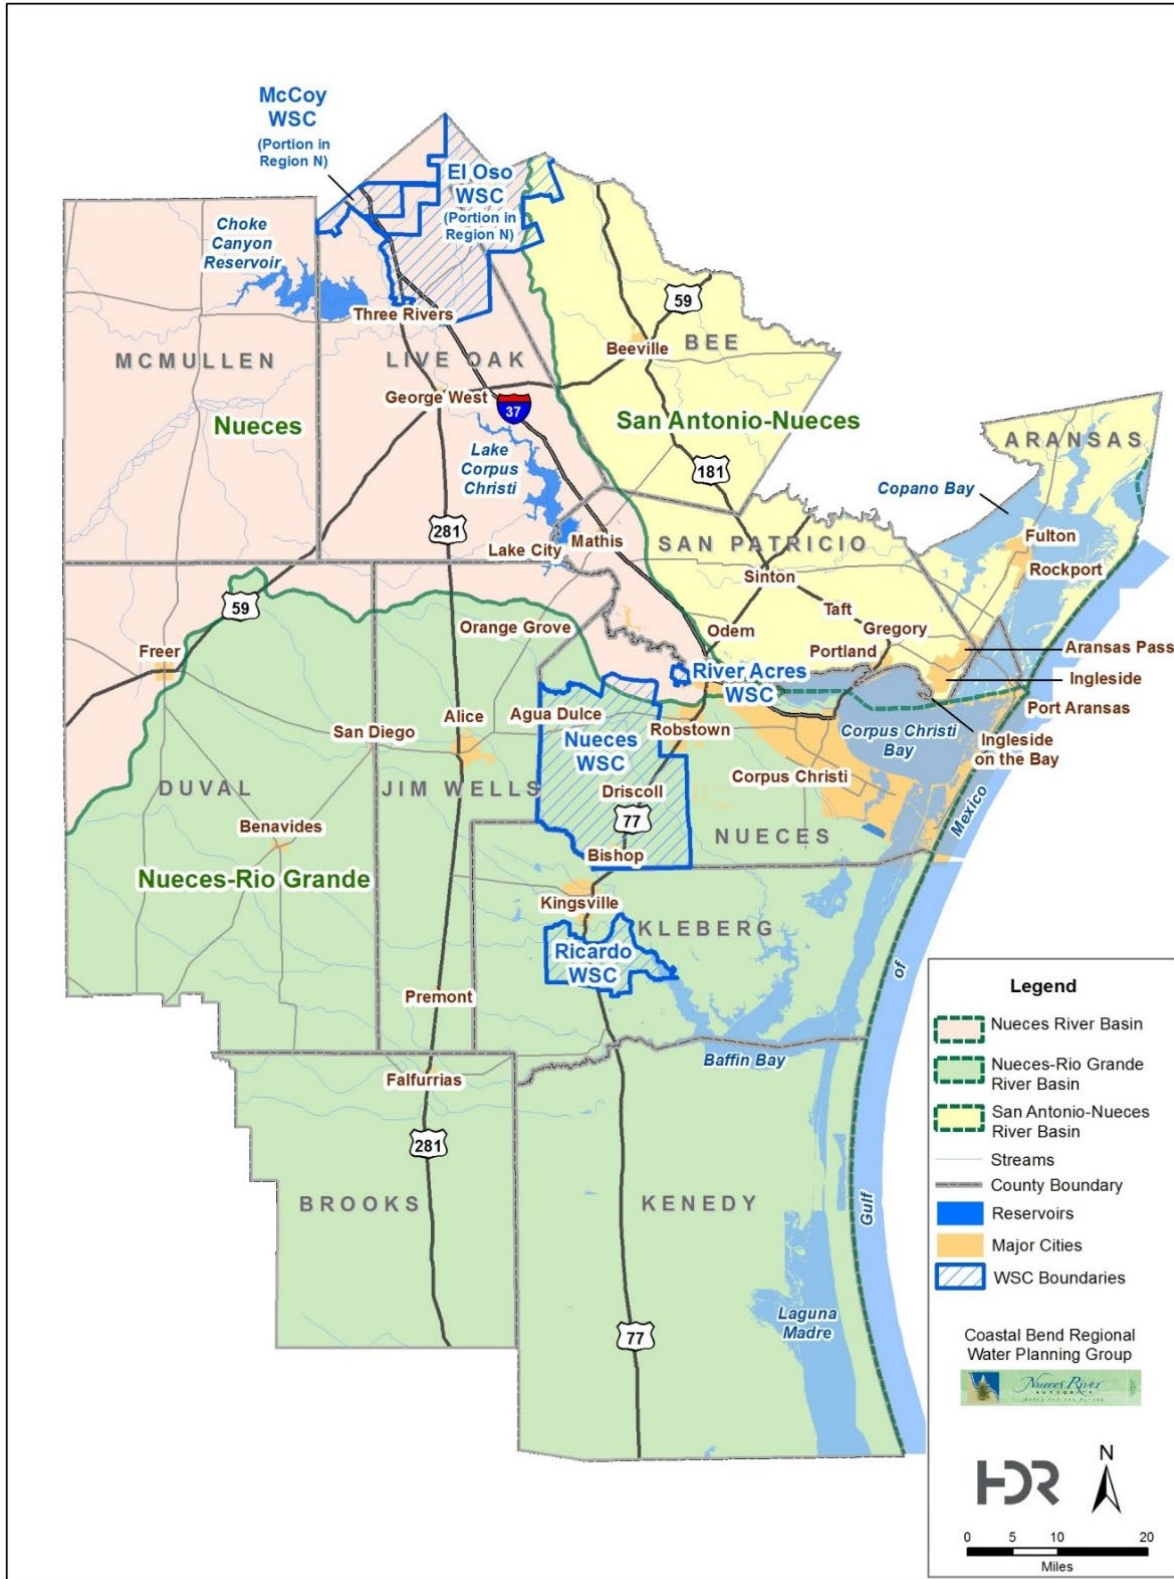 McCoy
WSC
(Portion in
Region N)
El Oso
WSC
(Portion in
Region N)
Choke
Canyon
Reservoir
59
Three Rivers
Beeville
BEE
MCMULLEN
LIVE OAK
George West
37
Nueces
San Antonio-Nueces
ARANSAS
Lake
Corpus
Christi
181
Copano Bay
281
Fulton
Lake City
Mathis
SAN PATRICIO
Rockport
Sinton
59
Taft
Orange Grove
Odem
Gregory
Freer
Portland
Aransas Pass
River Acres
WSC
Ingleside
Agua Dulce
Port Aransas
Alice
San Diego
Robstown
Corpus Christi
Bay
Ingleside
on the Bay
Nueces
WSC
Corpus Christi
DUVAL
JIM WELLS
Driscoll
77
NUECES
Benavides
Bishop
Nueces-Rio Grande
Kingsville
KLEBERG
Ricardo
WSC
Premont
Baffin Bay
Falfurrias
281
BROOKS
KENEDY
Gulf
of
Mexico
Laguna
Madre
77
Legend
Nueces River Basin
Nueces-Rio Grande
River Basin
San Antonio-Nueces
River Basin
Streams
County Boundary
Reservoirs
Major Cities
WSC Boundaries
Coastal Bend Regional
Water Planning Group
Nueces River
AUTHORITY
HDR
N
0 5 10 20
Miles